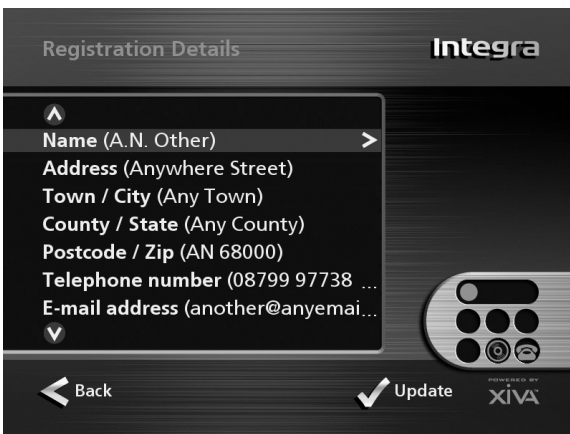 Registration Details
Integra
Name (A.N. Other)
Address (Anywhere Street)
Town / City (Any Town)
County / State (Any County)
Postcode / Zip (AN 68000)
Telephone number (08799 97738 ...
E-mail address (another@anyemai...
Back
Update
POWERED BY
XiVA